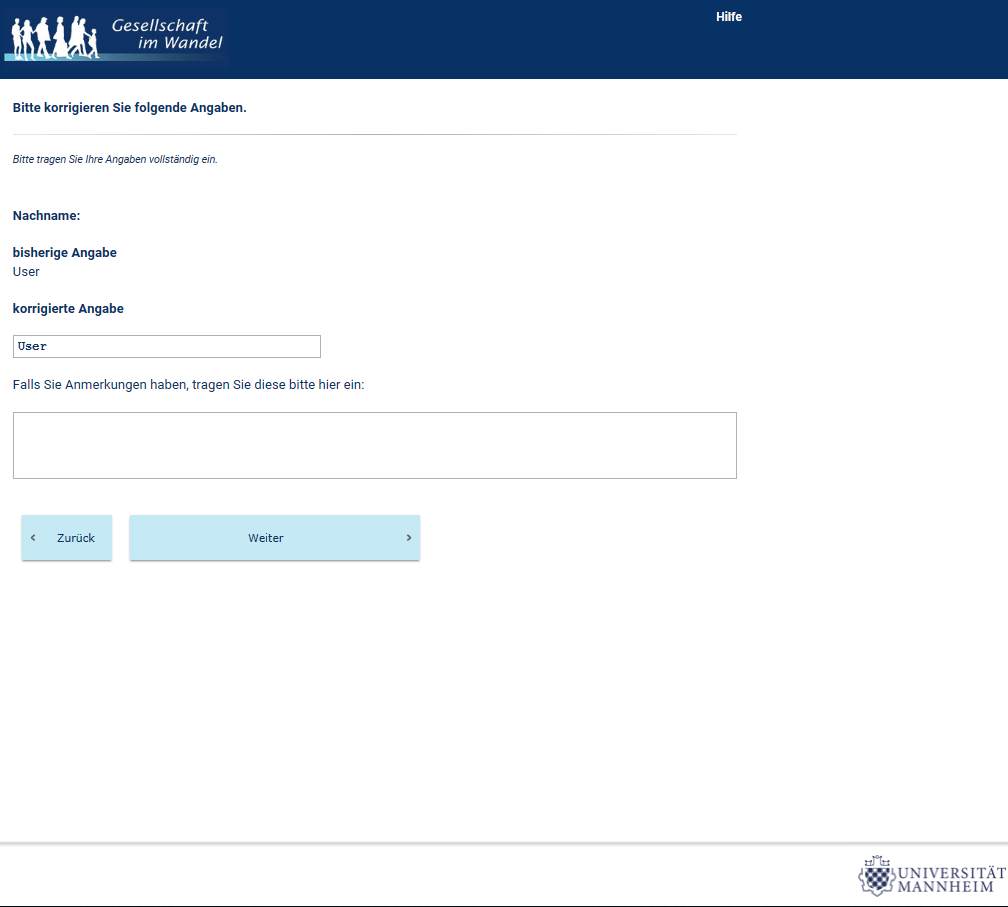 Gesellschaft
im Wandel
Hilfe
Bitte korrigieren Sie folgende Angaben.
Bitte tragen Sie Ihre Angaben vollständig ein.
Nachname:
bisherige Angabe
User
korrigierte Angabe
User
Falls Sie Anmerkungen haben, tragen Sie diese bitte hier ein:
Zurück
Weiter
UNIVERSITÄT
MANNHEIM